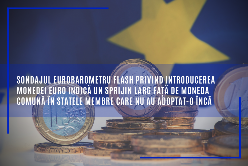 SONDAJUL EUROBAROMETRU FLASH PRIVIND INTRODUCEREA
MONEDEI EURO INDICĂ UN SPRIJIN LARG FAȚĂ DE MONEDA
COMUNĂ ÎN STATELE MEMBRE CARE NU AU ADOPTAT-O ÎNCĂ